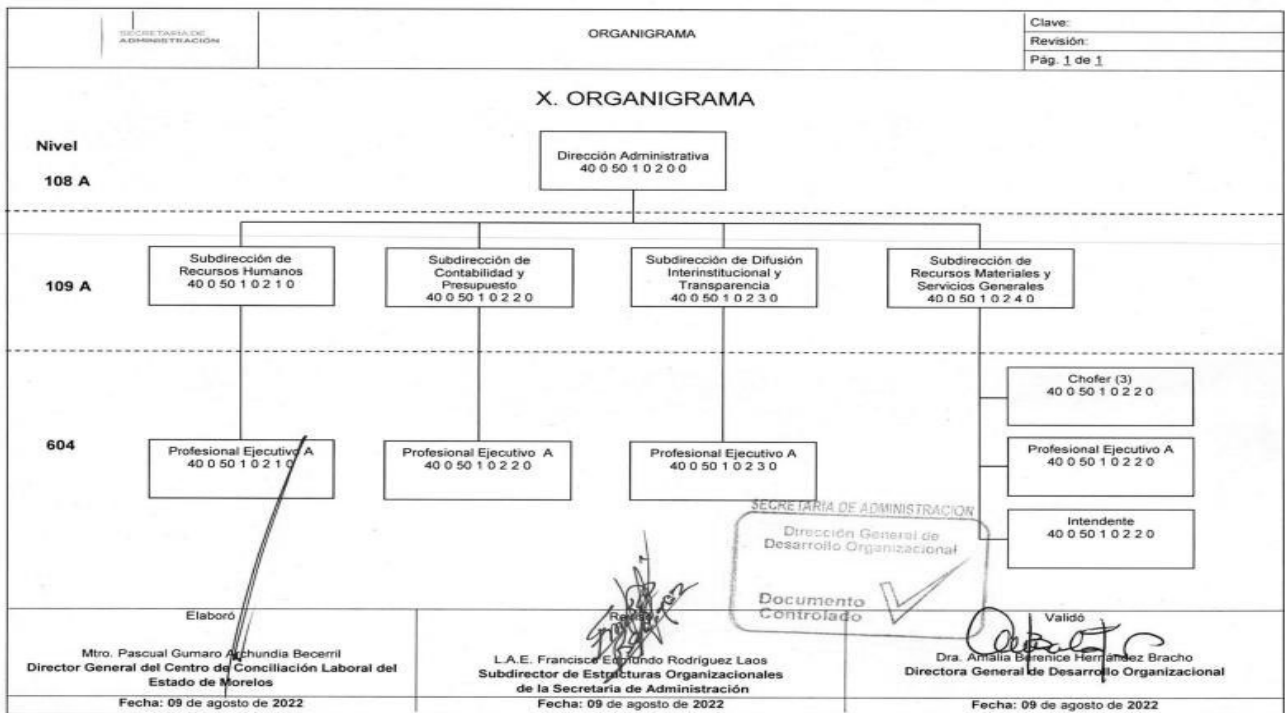 SECRETARIA DE
ADMINISTRACIÓN
ORGANIGRAMA
Clave:
Revisión:
Pág. 1 de 1
X. ORGANIGRAMA
Nivel
108 A
Dirección Administrativa
40 0 50 1 0 2 0 0
109 A
Subdirección de
Recursos Humanos
40 0 50 1 0 2 1 0
Subdirección de
Contabilidad y
Presupuesto
40 0 50 1 0 2 2 0
Subdirección de Difusión
Interinstitucional y
Transparencia
40 0 50 1 0 2 3 0
Subdirección de
Recursos Materiales y
Servicios Generales
40 0 50 1 0 2 4 0
604
Profesional Ejecutivo A
40 0 50 1 0 2 1 0
Profesional Ejecutivo A
40 0 50 1 0 2 2 0
Profesional Ejecutivo A
40 0 50 1 0 2 3 0
Chofer (3)
40 0 50 1 0 2 2 0
Profesional Ejecutivo A
40 0 50 1 0 2 2 0
Intendente
40 0 50 1 0 2 2 0
SECRETARIA DE ADMINISTRACION
Dirección General de
Desarrollo Organizacional
Documento
Controlado
Elaboró
Mtro. Pascual Gumaro Archundia Becerril
Director General del Centro de Conciliación Laboral del
Estado de Morelos
Fecha: 09 de agosto de 2022
L.A.E. Francisco Edmundo Rodríguez Laos
Subdirector de Estructuras Organizacionales
de la Secretaria de Administración
Fecha: 09 de agosto de 2022
Validó
Dra. Amalia Berenice Hernández Bracho
Directora General de Desarrollo Organizacional
Fecha: 09 de agosto de 2022